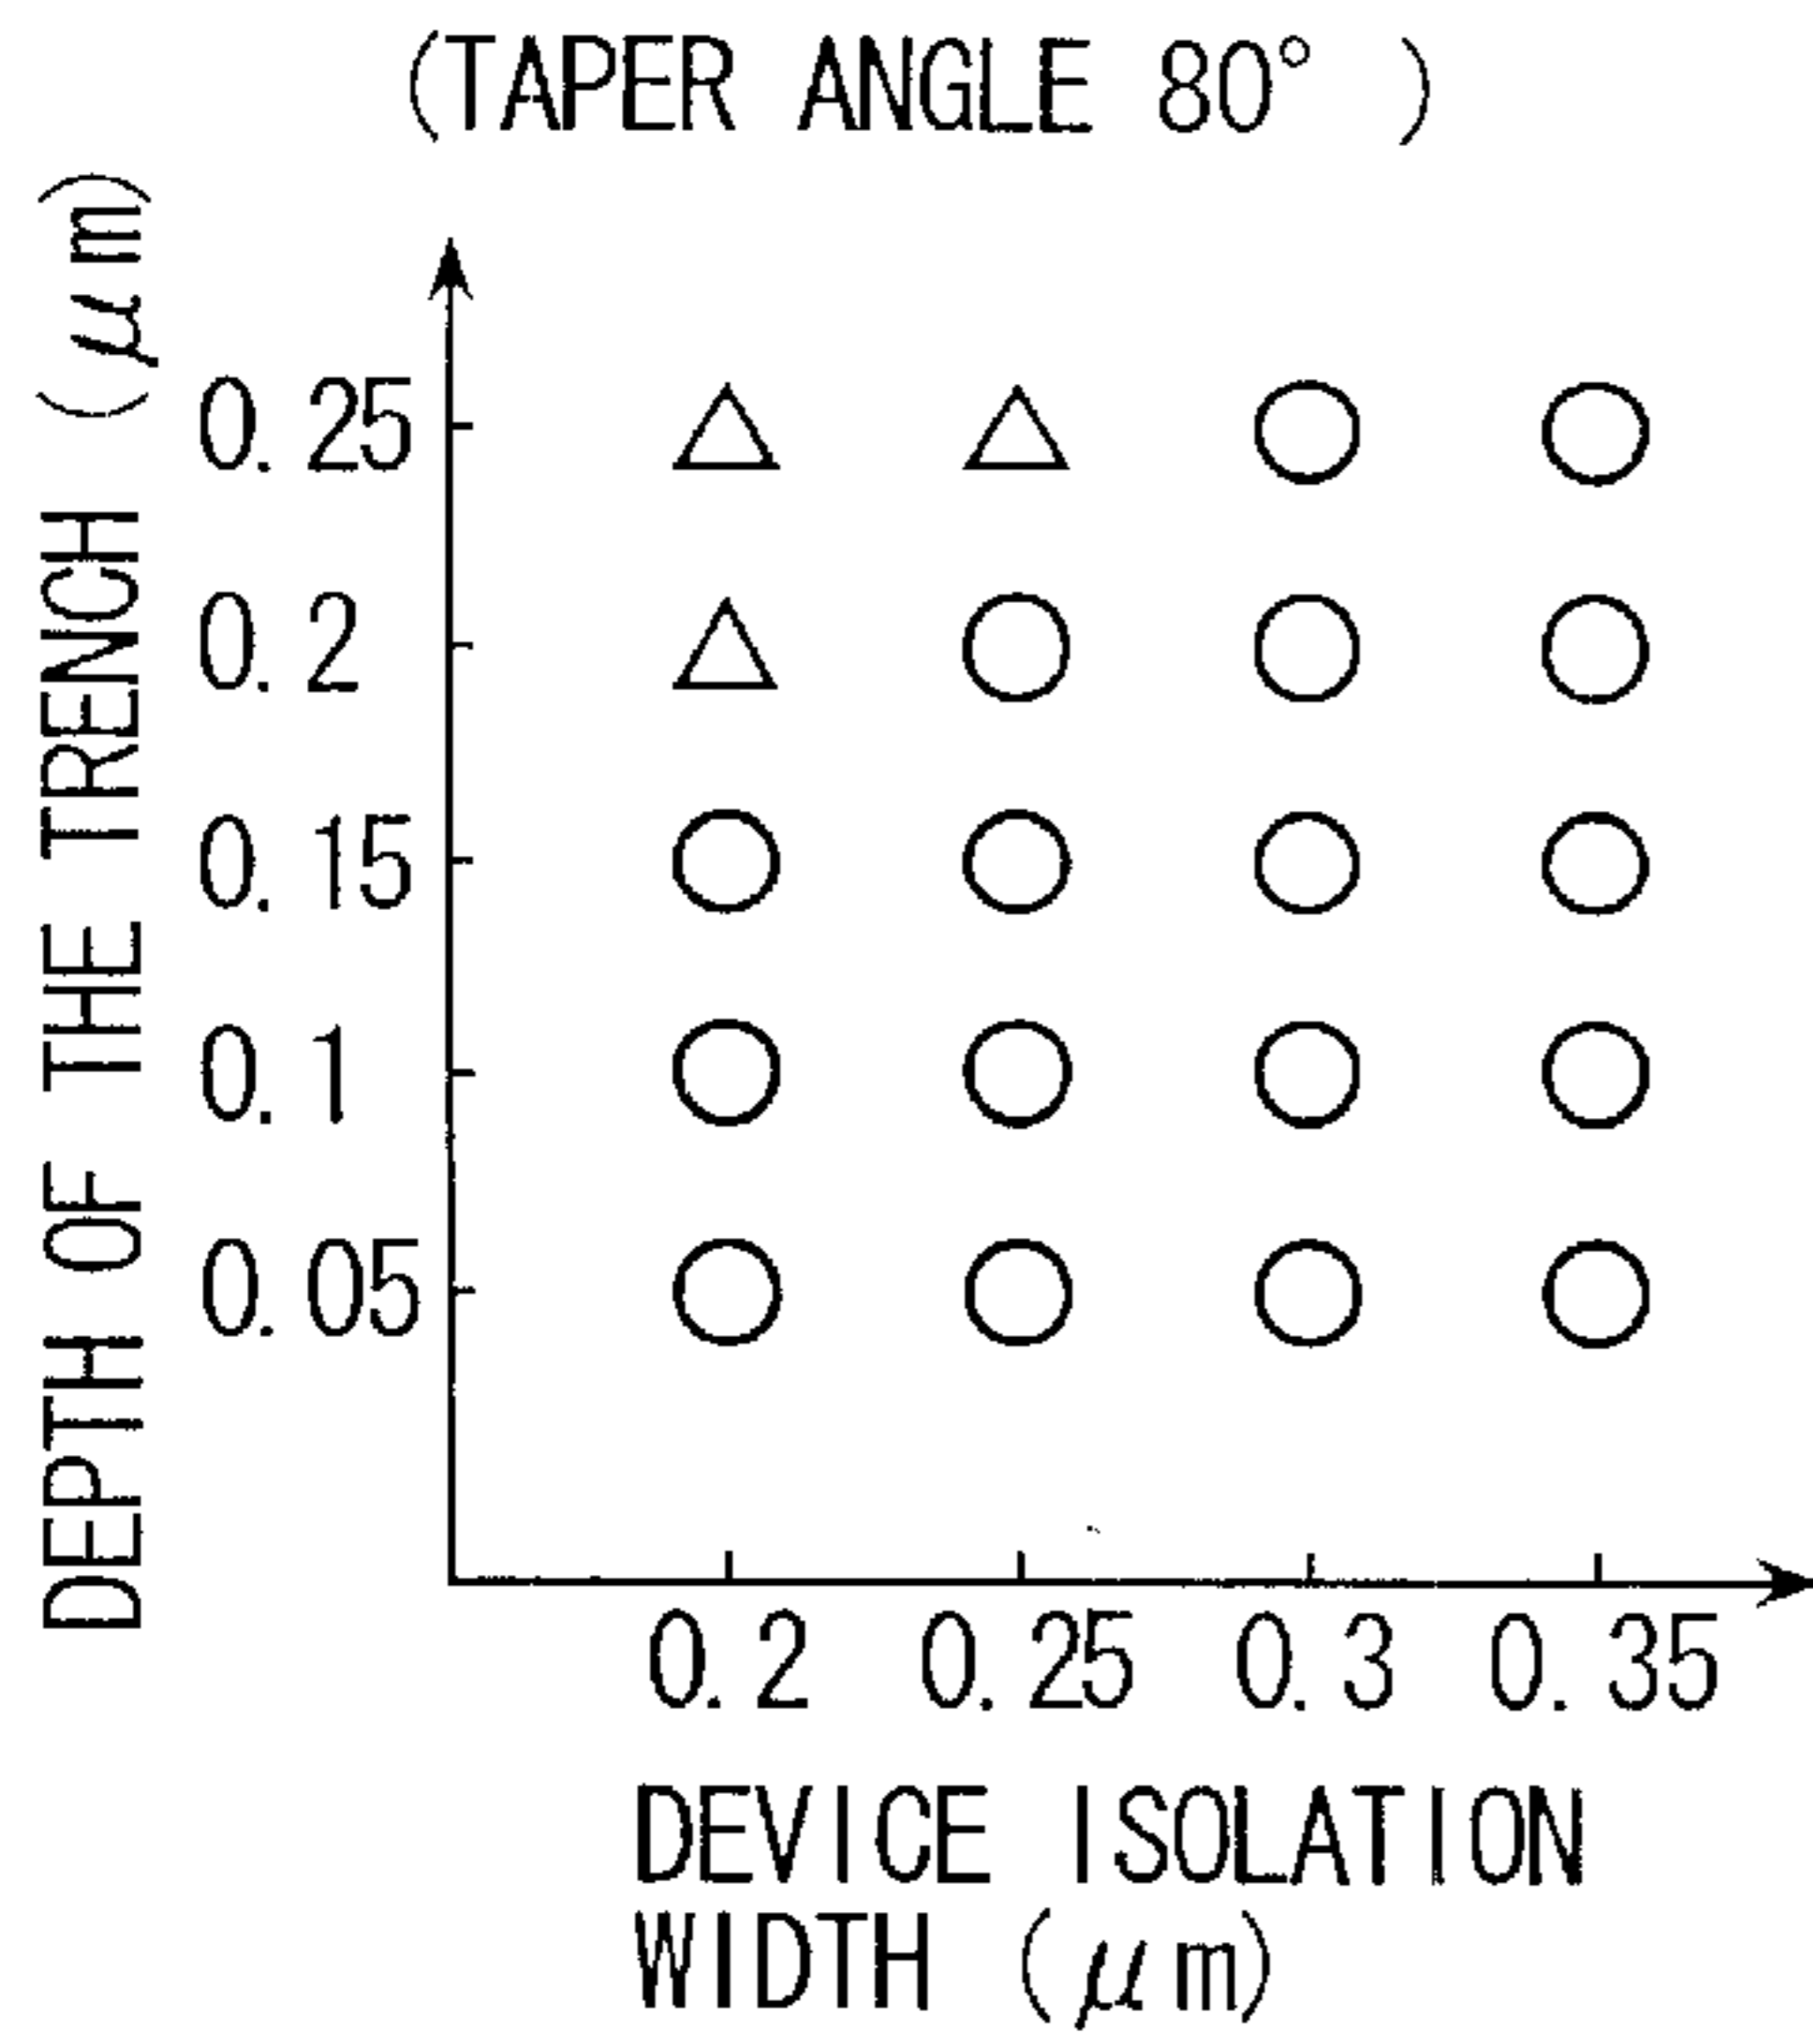 (TAPER ANGLE 80° )
DEPTH OF THE TRENCH (μm)
0.25
0.2
0.15
0.1
0.05
0.2 0.25 0.3 0.35
DEVICE ISOLATION
WIDTH (μm)